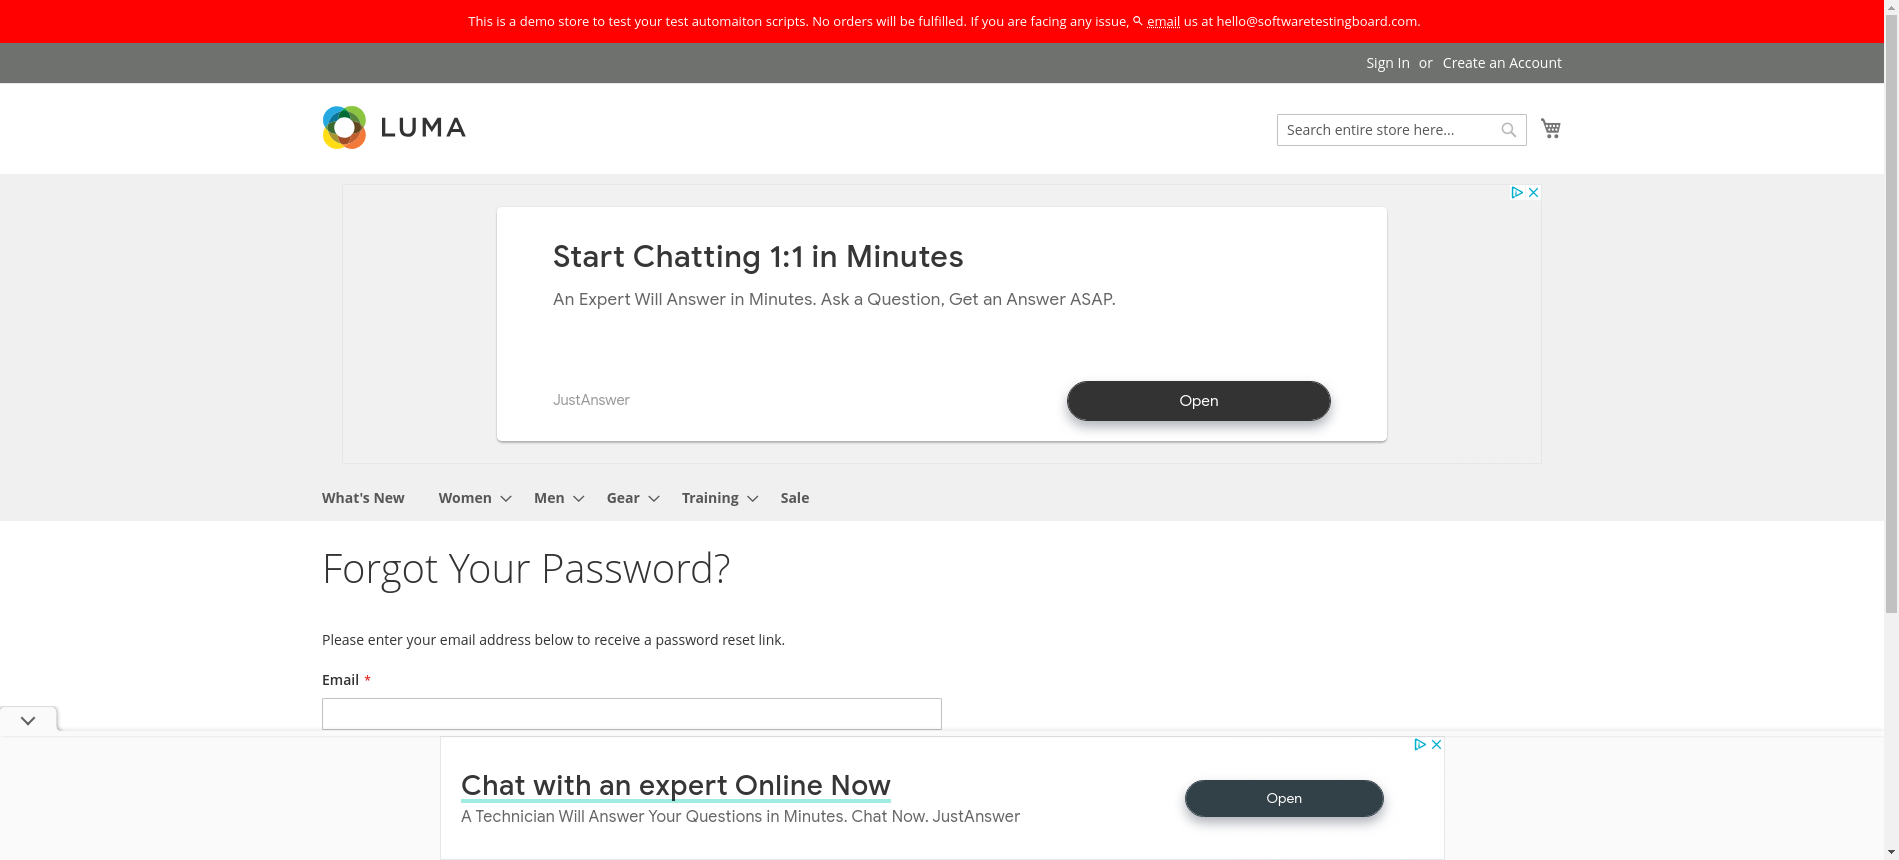 This is a demo store to test your test automaiton scripts. No orders will be fulfilled. If you are facing any issue, email us at hello@softwaretestingboard.com.
Sign In or Create an Account
LUMA
Search entire store here...
Start Chatting 1:1 in Minutes
An Expert Will Answer in Minutes. Ask a Question, Get an Answer ASAP.
JustAnswer
Open
What's New Women Men Gear Training Sale
Forgot Your Password?
Please enter your email address below to receive a password reset link.
Email *
Chat with an expert Online Now
Open
A Technician Will Answer Your Questions in Minutes. Chat Now. JustAnswer